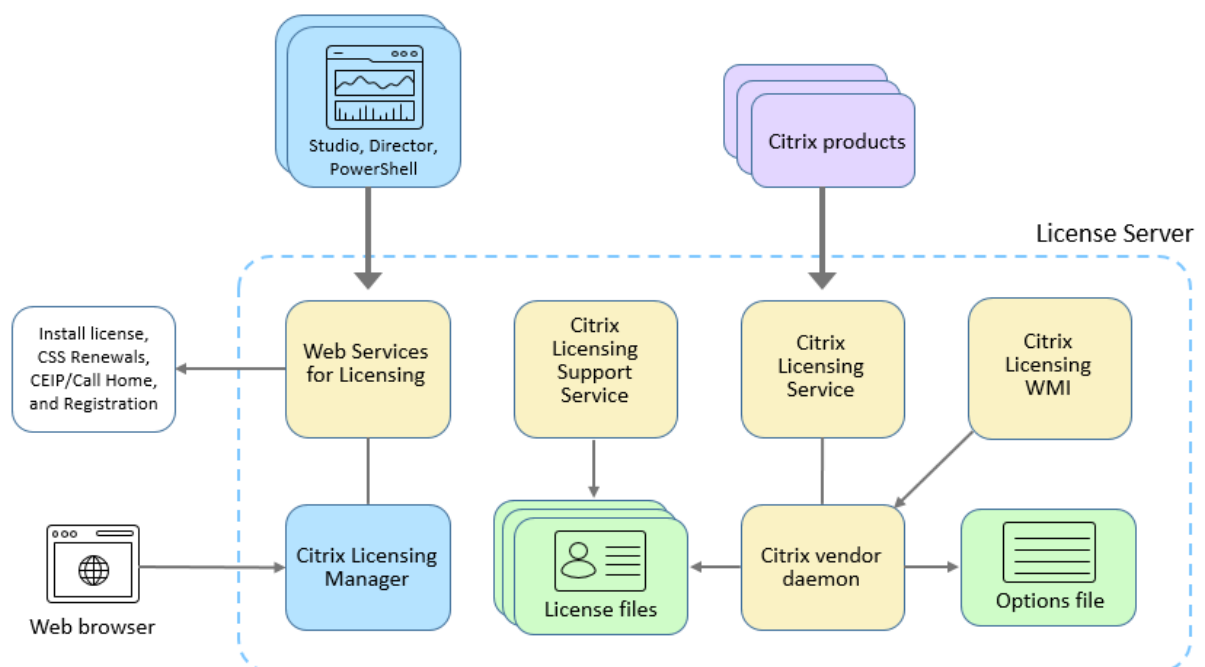 Studio, Director,
PowerShell
Citrix products
License Server
Install license,
CSS Renewals,
CEIP/Call Home,
and Registration
Web Services
for Licensing
Citrix
Licensing
Support
Service
Citrix
Licensing
Service
Citrix
Licensing
WMI
Web browser
Citrix Licensing
Manager
License files
Citrix vendor
daemon
Options file